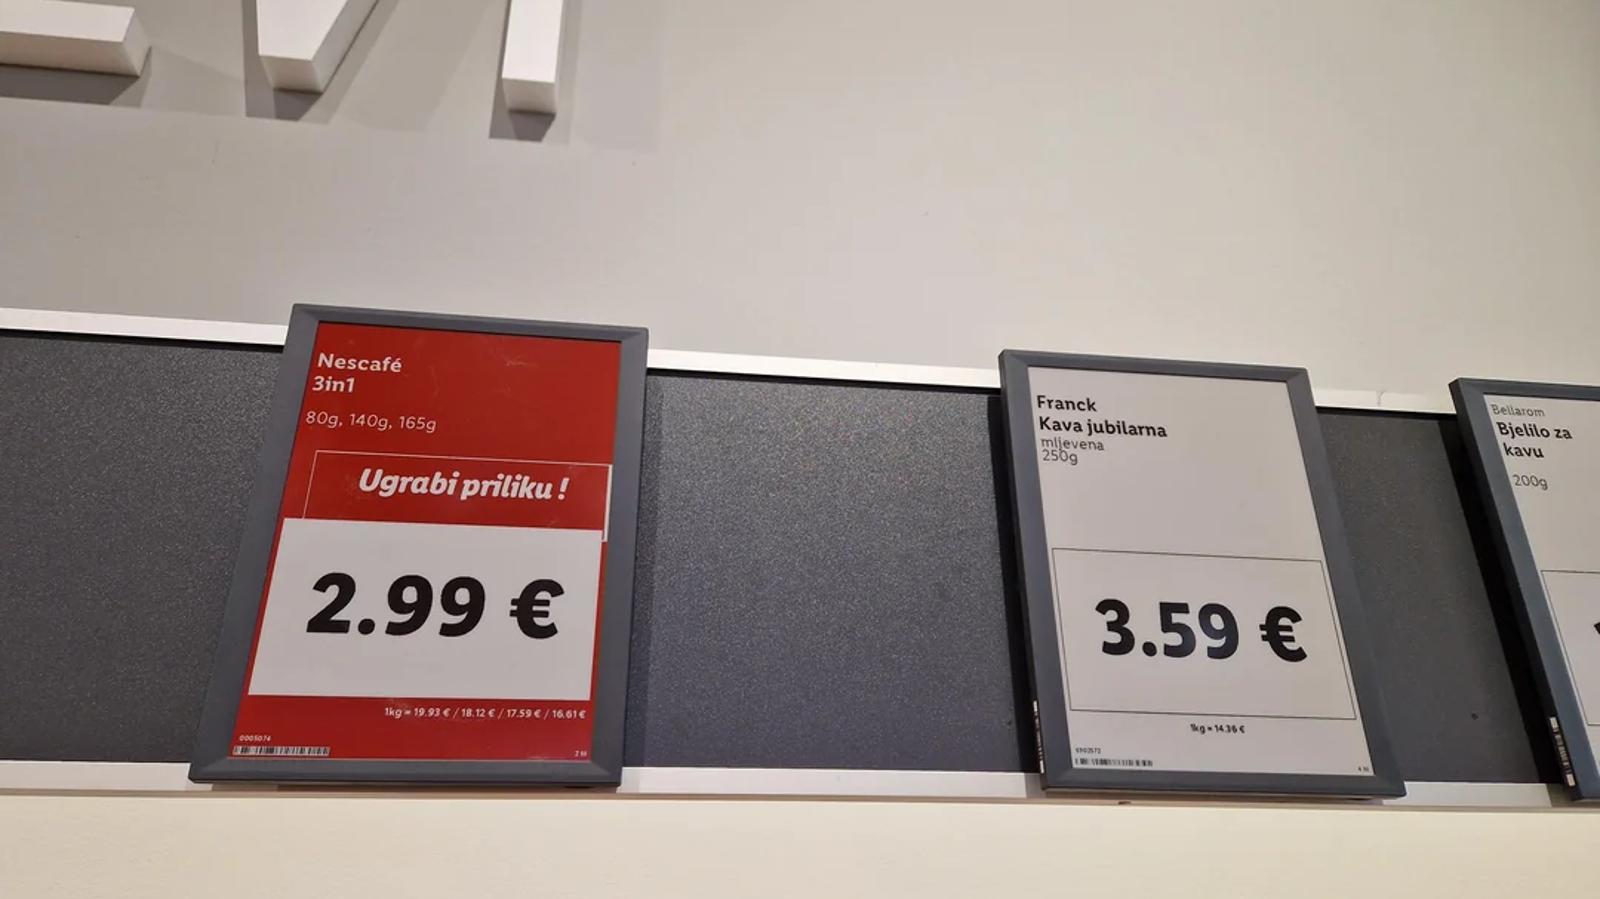 Nescafé
3in1
80g, 140g, 165g
Ugrabi priliku!
2.99 €
1kg = 19.93 € / 18.12 € / 17.59 € / 16.61 €
0005074
Franck
Kava jubilarna
mljevena
250g
3.59 €
1kg = 14.36 €
Bellarom
Bjelilo za
kavu
200g